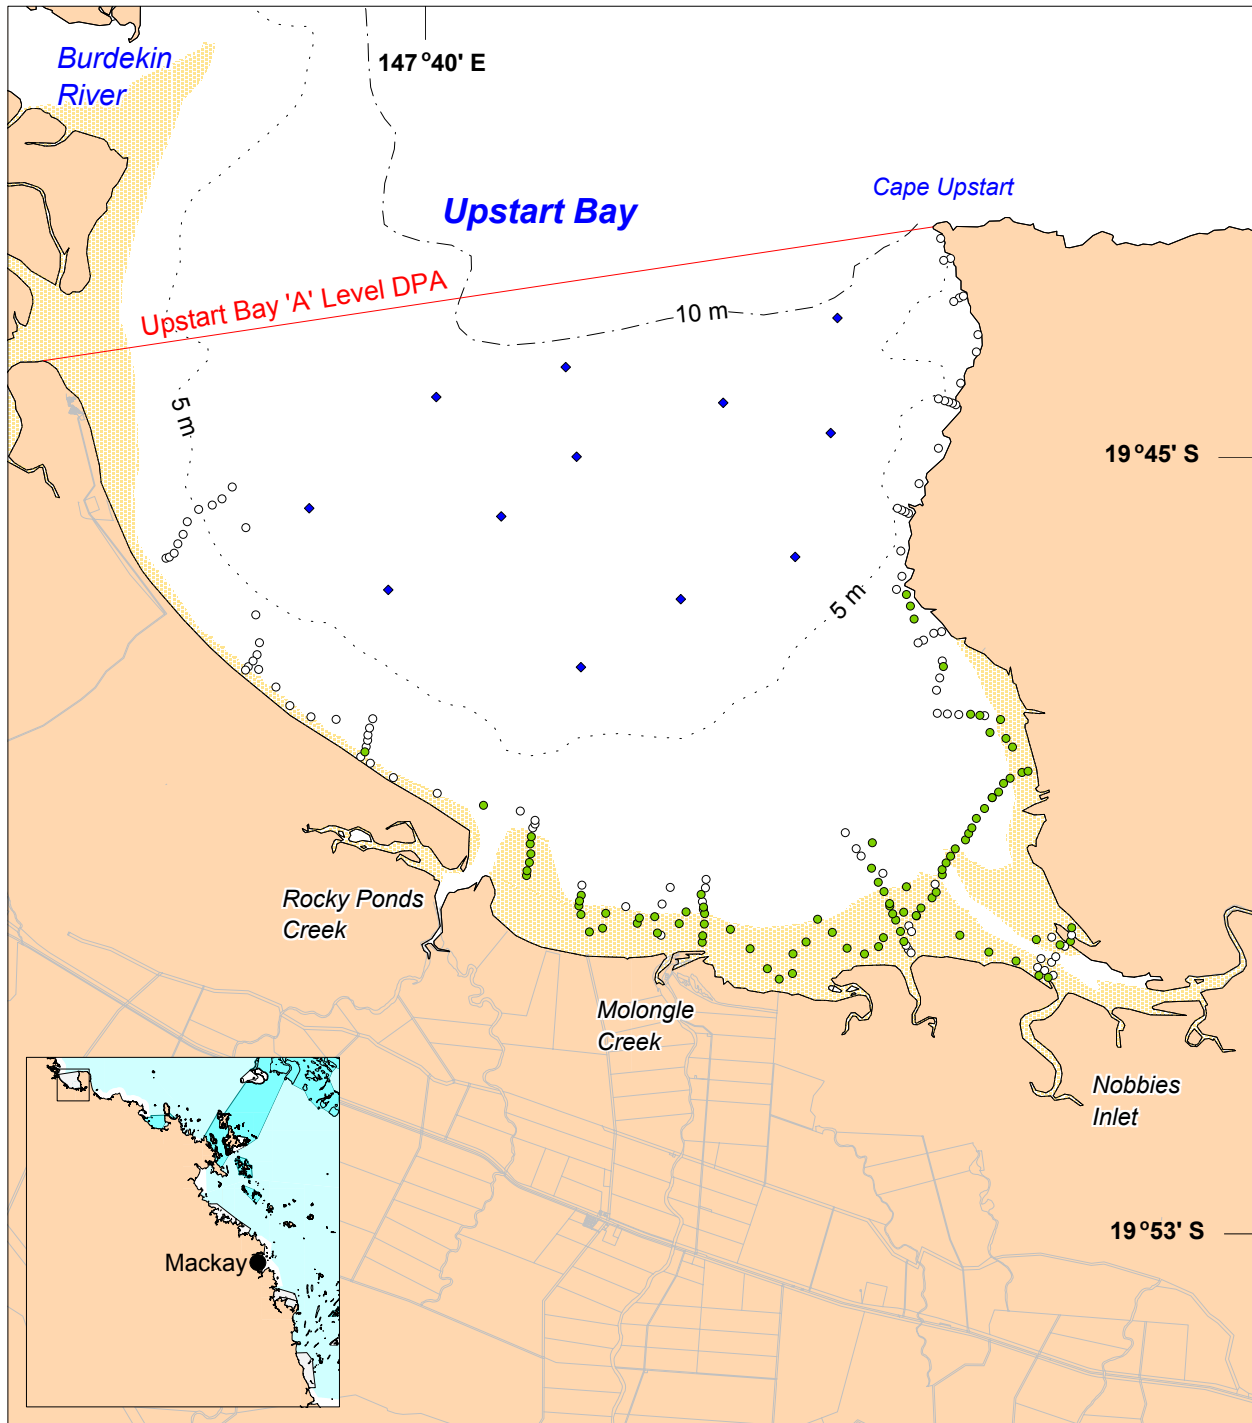 Burdekin
River
147°40' E
Cape Upstart
Upstart Bay
Upstart Bay 'A' Level DPA
10 m
5 m
19°45' S
5 m
Rocky Ponds
Creek
Molongle
Creek
Nobbies
Inlet
19°53' S
Mackay